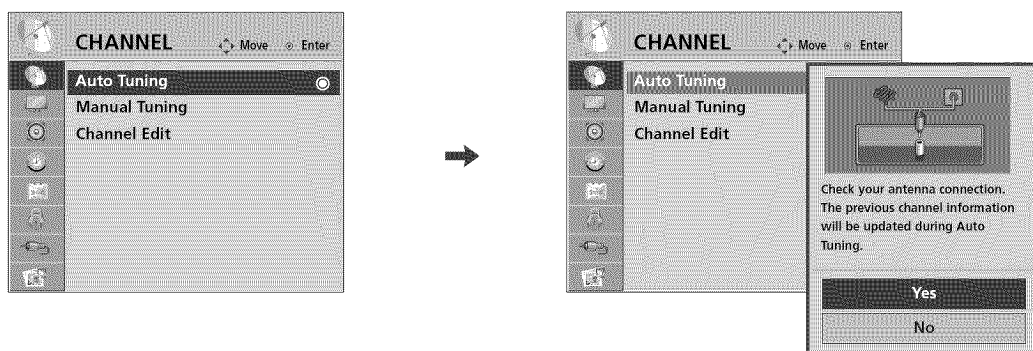 CHANNEL Move Enter
Auto Tuning
Manual Tuning
Channel Edit
CHANNEL Move Enter
Auto Tuning
Manual Tuning
Channel Edit
Check your antenna connection.
The previous channel information
will be updated during Auto
Tuning.
Yes
No